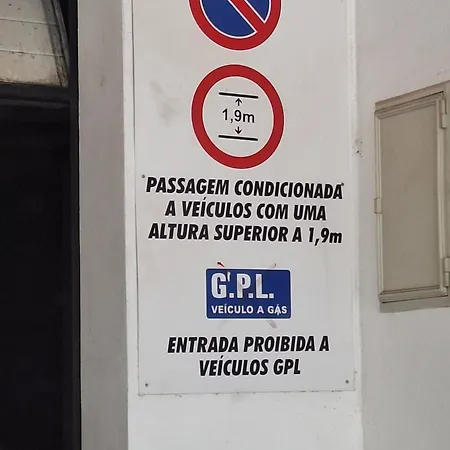 1,9m
PASSAGEM CONDICIONADA
A VEÍCULOS COM UMA
ALTURA SUPERIOR A 1,9m
G.P.L.
VEÍCULO A GÁS
ENTRADA PROIBIDA A
VEÍCULOS GPL